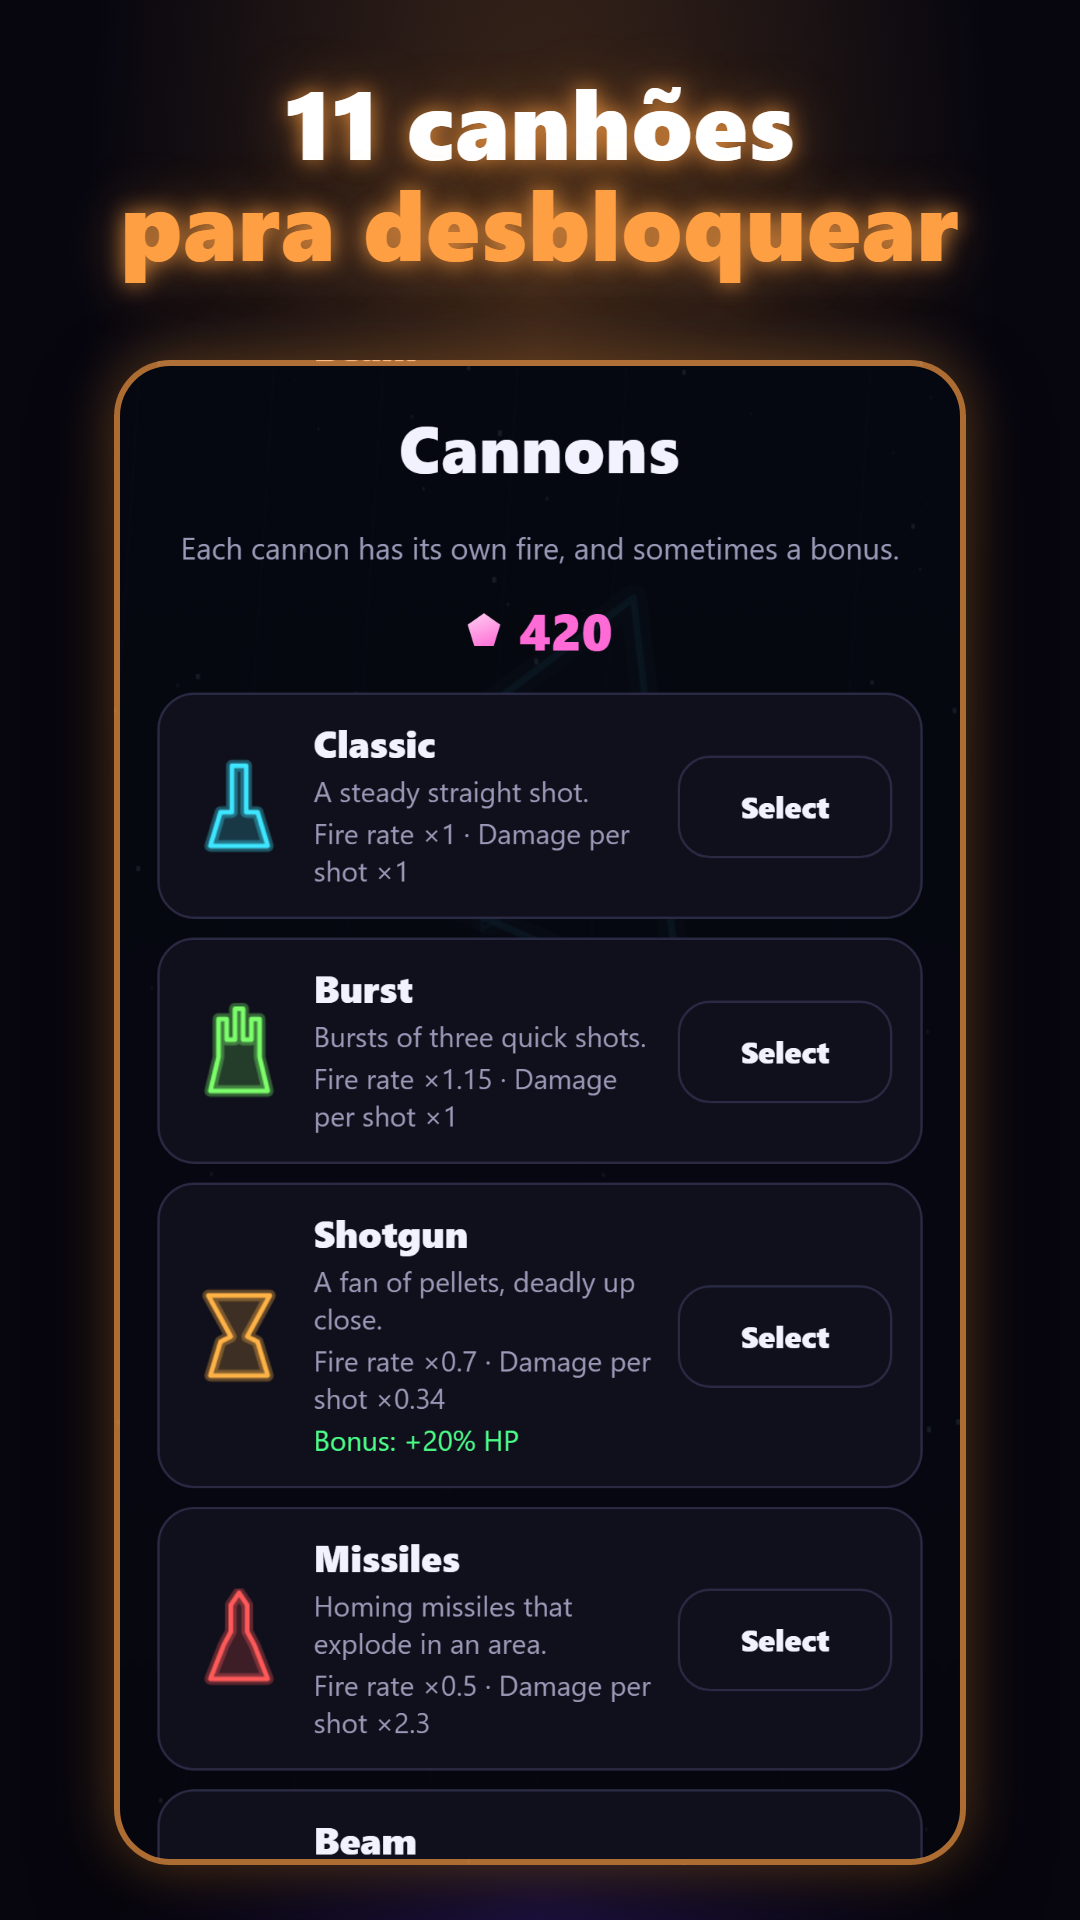 11 canhões
para desbloquear
Cannons
Each cannon has its own fire, and sometimes a bonus.
420
Classic
A steady straight shot.
Fire rate ×1 · Damage per
shot ×1
Select
Burst
Bursts of three quick shots.
Fire rate ×1.15 · Damage
per shot ×1
Select
Shotgun
A fan of pellets, deadly up
close.
Fire rate ×0.7 · Damage per
shot ×0.34
Bonus: +20% HP
Select
Missiles
Homing missiles that
explode in an area.
Fire rate ×0.5 · Damage per
shot ×2.3
Select
Beam